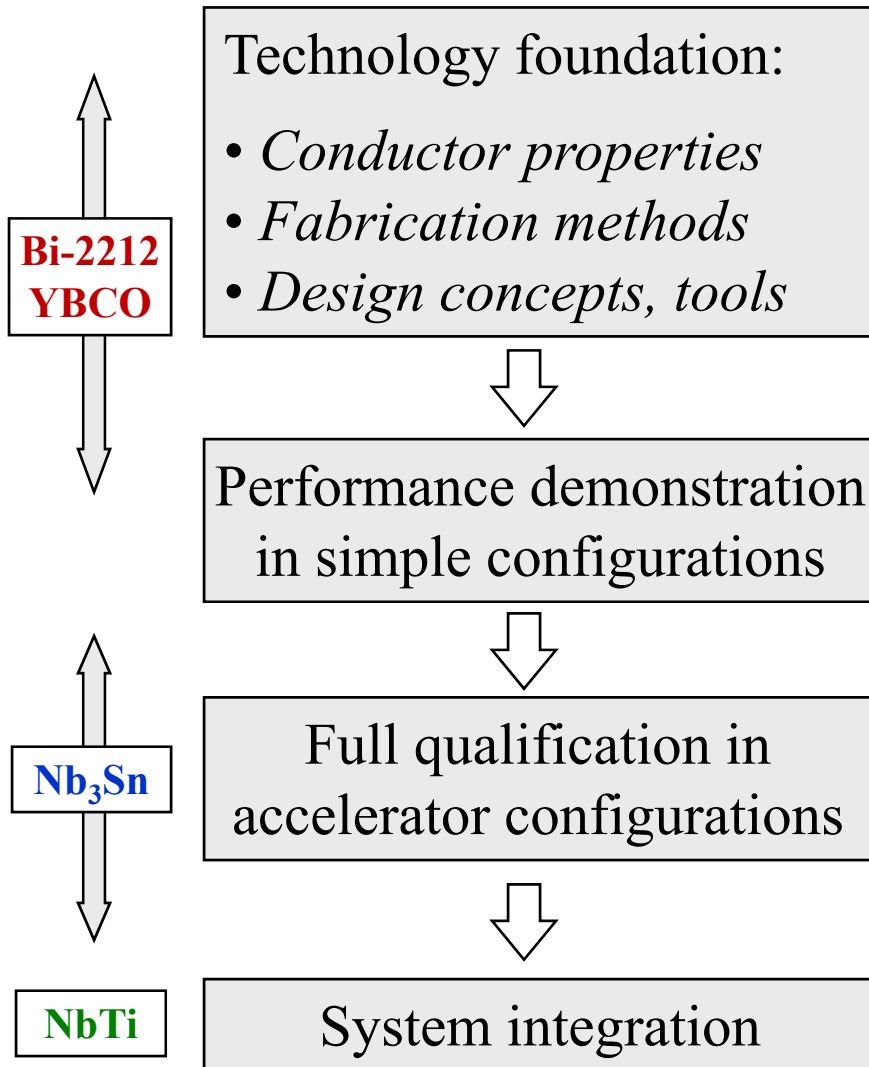 Technology foundation:
• Conductor properties
• Fabrication methods
• Design concepts, tools
Bi-2212
YBCO
Performance demonstration
in simple configurations
Full qualification in
accelerator configurations
Nb₃Sn
NbTi
System integration